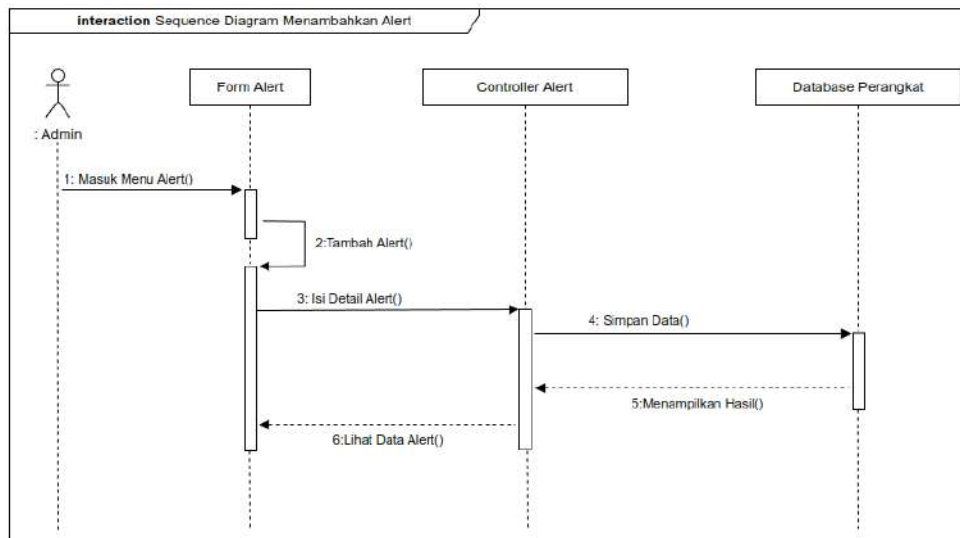 interaction Sequence Diagram Menambahkan Alert
Form Alert
Controller Alert
Database Perangkat
: Admin
1: Masuk Menu Alert()
2:Tambah Alert()
3: Isi Detail Alert()
4: Simpan Data()
5:Menampilkan Hasil()
6:Lihat Data Alert()